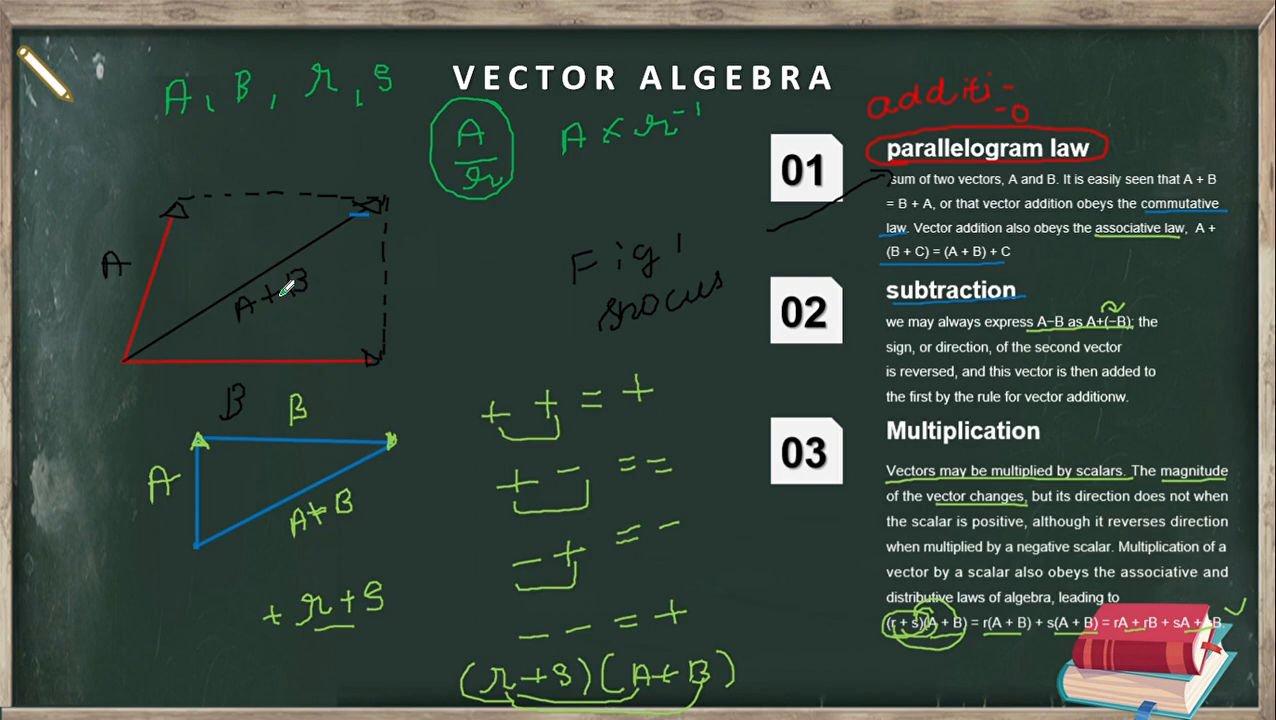 VECTOR ALGEBRA
A, B, r, s
A
r
A × r⁻¹
additi-
-o
01
parallelogram law
sum of two vectors, A and B. It is easily seen that A + B
= B + A, or that vector addition obeys the commutative
law. Vector addition also obeys the associative law, A +
(B + C) = (A + B) + C
A
A + B
B
Fig 1
02
subtraction
we may always express A−B as A+(−B); the
sign, or direction, of the second vector
is reversed, and this vector is then added to
the first by the rule for vector additionw.
B
A
A+B
+ + = +
+ - = =
- + = -
- - = +
03
Multiplication
Vectors may be multiplied by scalars. The magnitude
of the vector changes, but its direction does not when
the scalar is positive, although it reverses direction
when multiplied by a negative scalar. Multiplication of a
vector by a scalar also obeys the associative and
distributive laws of algebra, leading to
(r + s)(A + B) = r(A + B) + s(A + B) = rA + rB + sA + B.
+ r + s
(r + s) (A + B)